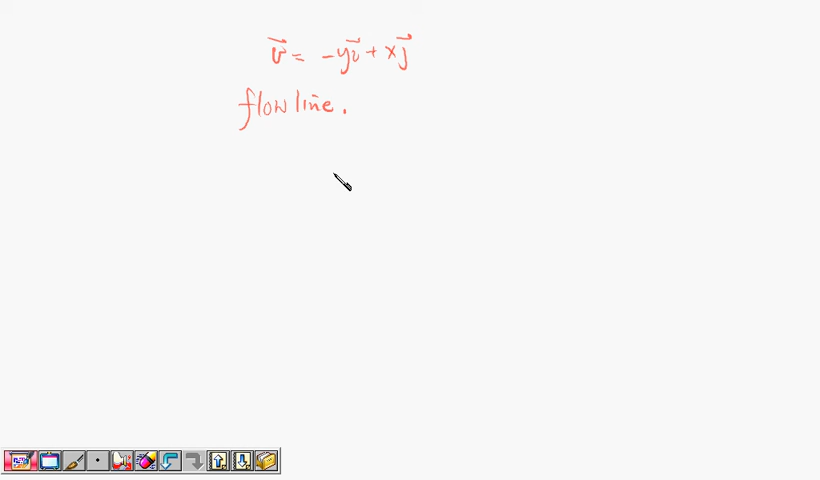 v⃗ = -yi⃗ + xj⃗
flow line.